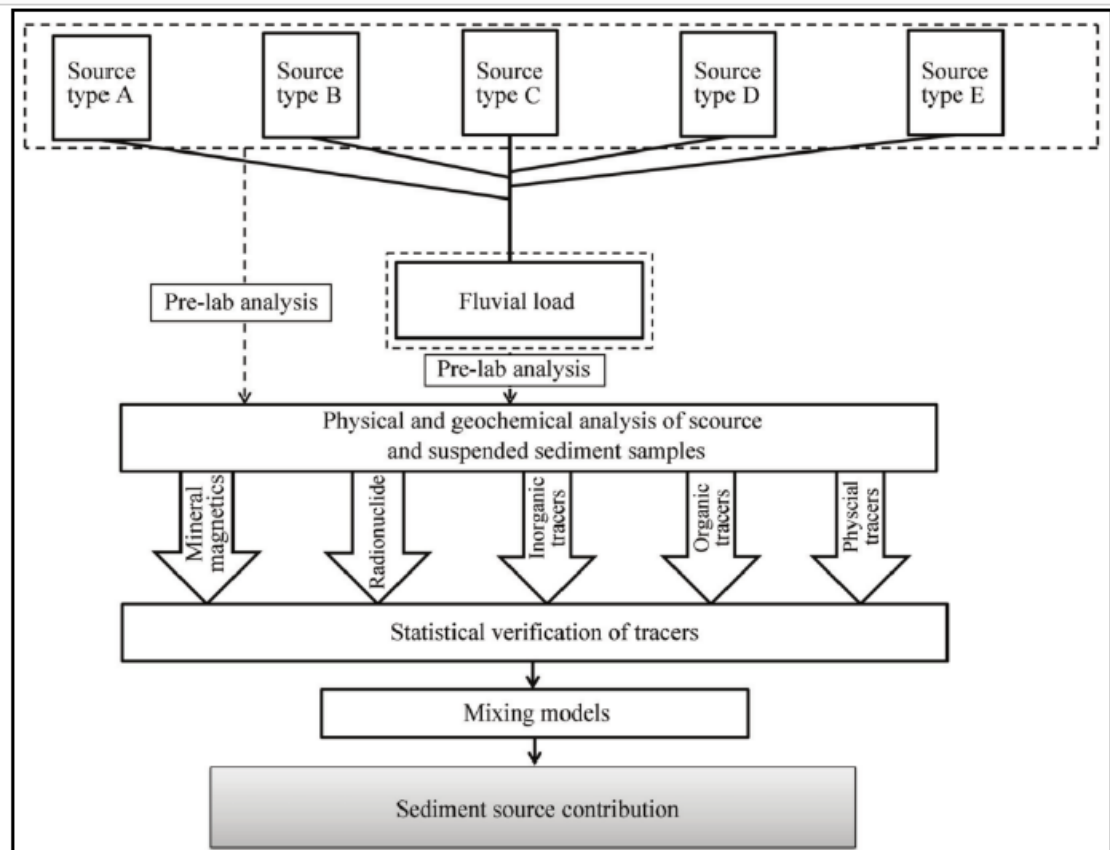 Source
type A
Source
type B
Source
type C
Source
type D
Source
type E
Pre-lab analysis
Fluvial load
Pre-lab analysis
Physical and geochemical analysis of scource
and suspended sediment samples
Mineral
magnetics
Radionuclide
Inorganic
tracers
Organic
tracers
Physcial
tracers
Statistical verification of tracers
Mixing models
Sediment source contribution